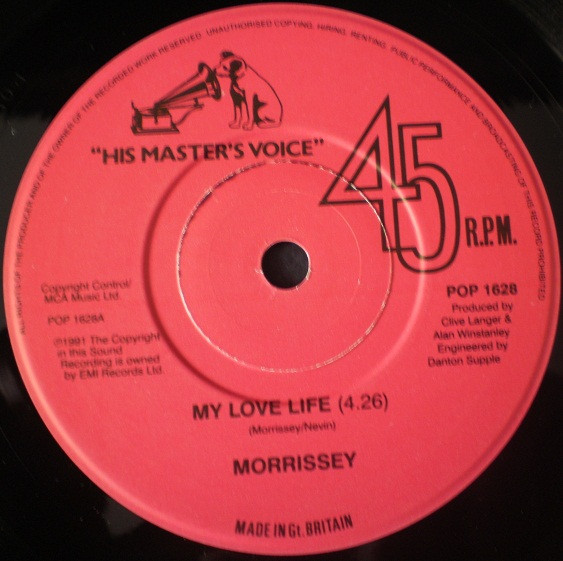 ALL RIGHTS OF THE PRODUCER AND OF THE OWNER OF THE RECORDED WORK RESERVED. UNAUTHORISED COPYING, HIRING, RENTING, PUBLIC PERFORMANCE AND BROADCASTING OF THIS RECORD PROHIBITED
"HIS MASTER'S VOICE"
45
R.P.M.
Copyright Control/
MCA Music Ltd.
POP 1628A
℗1991 The Copyright
in this Sound
Recording is owned
by EMI Records Ltd.
POP 1628
Produced by
Clive Langer &
Alan Winstanley
Engineered by
Danton Supple
MY LOVE LIFE (4.26)
(Morrissey/Nevin)
MORRISSEY
MADE IN Gt. BRITAIN